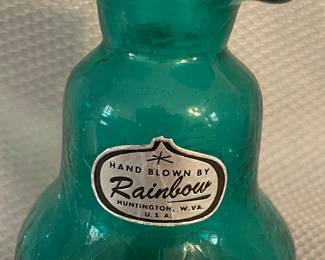 HAND BLOWN BY
Rainbow
HUNTINGTON, W.VA.
U.S.A.